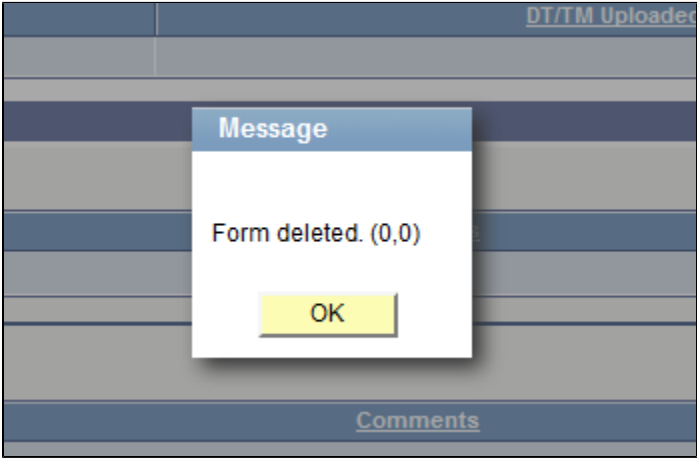 DT/TM Uploaded
Message
Form deleted. (0,0)
OK
Comments